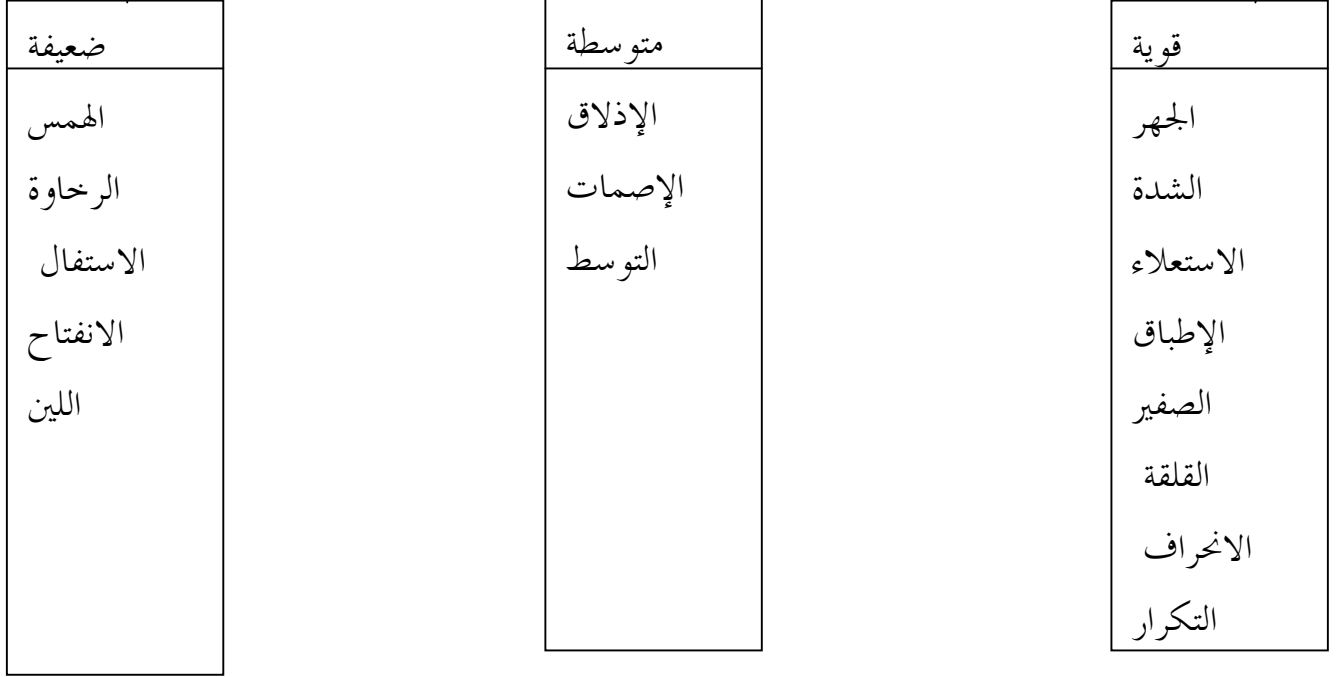 قوية
الجهر
الشدة
الاستعلاء
الإطباق
الصفير
القلقة
الانحراف
التكرار
متوسطة
الإذلاق
الإصمات
التوسط
ضعيفة
الهمس
الرخاوة
الاستفال
الانفتاح
اللين